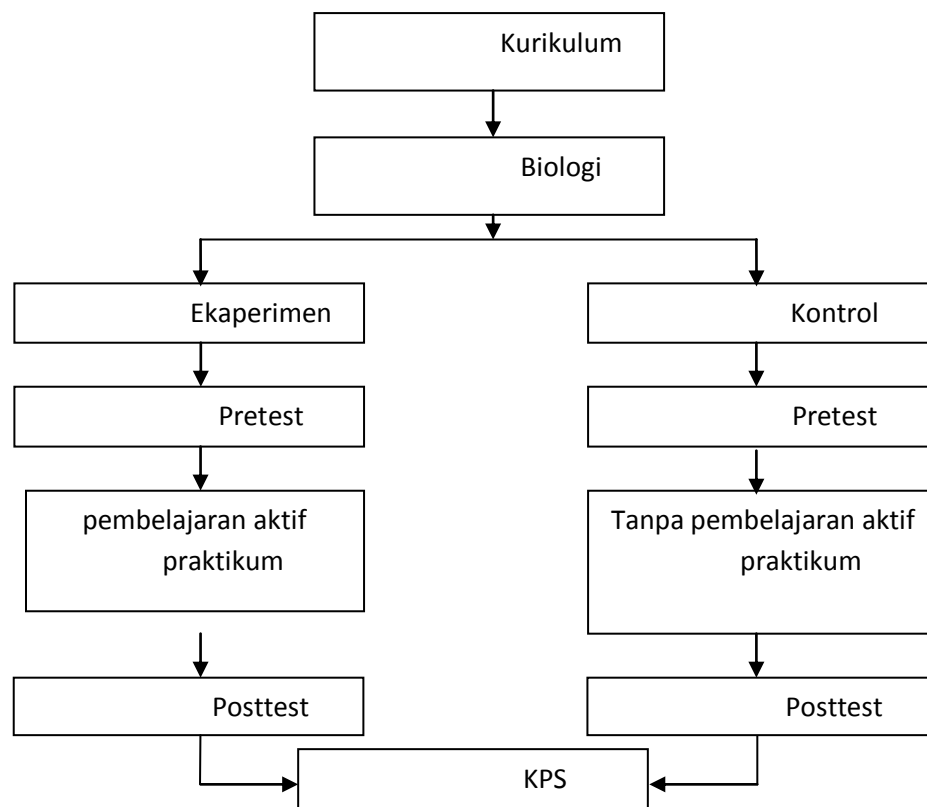 Kurikulum
Biologi
Ekaperimen
Kontrol
Pretest
Pretest
pembelajaran aktif
praktikum
Tanpa pembelajaran aktif
praktikum
Posttest
Posttest
KPS